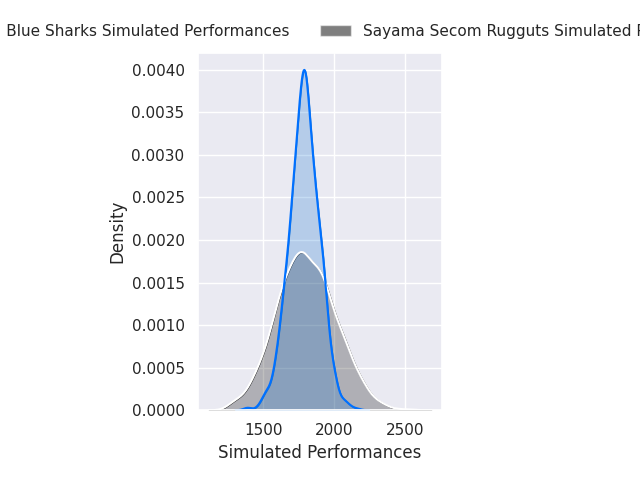 Blue Sharks Simulated Performances
Sayama Secom Rugguts Simulated
0.0040
0.0035
0.0030
0.0025
0.0020
0.0015
0.0010
0.0005
0.0000
Density
1500 2000 2500
Simulated Performances